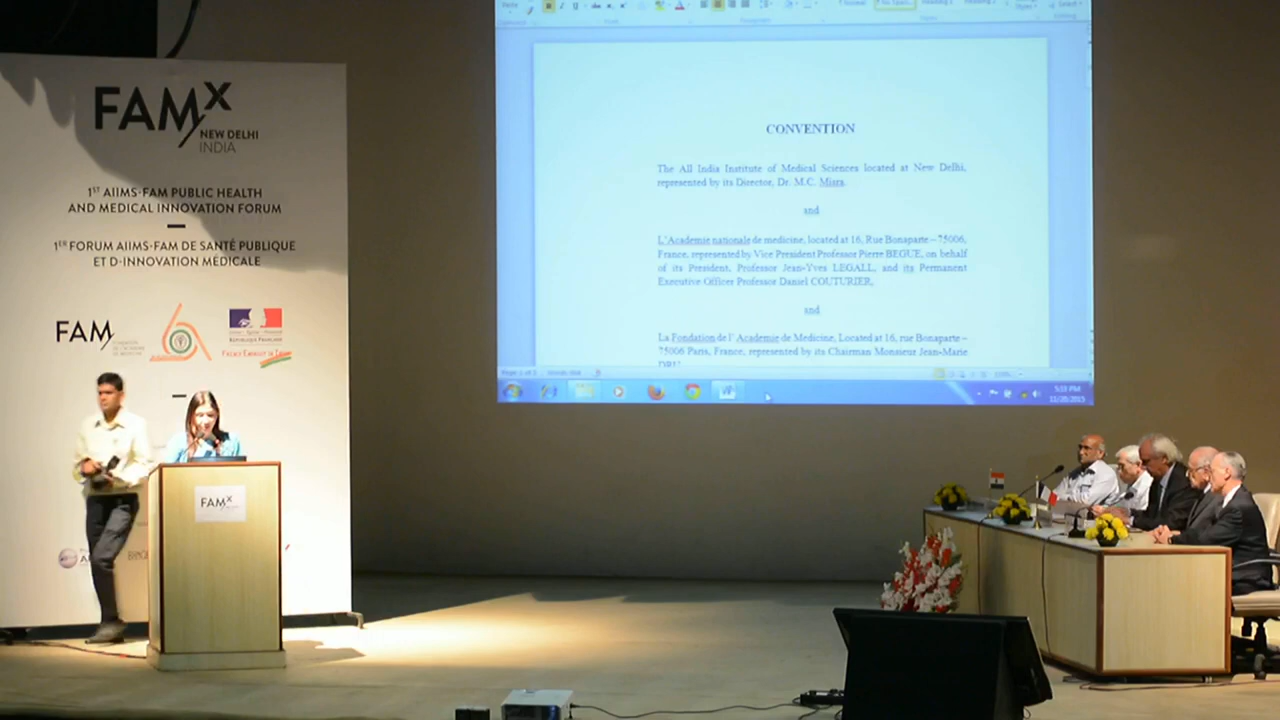 FAMX
NEW DELHI
INDIA
1ST AIIMS-FAM PUBLIC HEALTH
AND MEDICAL INNOVATION FORUM
1ER FORUM AIIMS-FAM DE SANTÉ PUBLIQUE
ET D-INNOVATION MÉDICALE
FAM
FAMX
CONVENTION
The All India Institute of Medical Sciences located at New Delhi,
represented by its Director, Dr. M.C. Misra.
and
L'Academie nationale de medicine, located at 16, Rue Bonaparte – 75006,
France, represented by Vice President Professor Pierre BEGUE, on behalf
of its President, Professor Jean-Yves LEGALL, and its Permanent
Executive Officer Professor Daniel COUTURIER,
and
La Fondation de l' Academie de Medicine, Located at 16, rue Bonaparte –
75006 Paris, France, represented by its Chairman Monsieur Jean-Marie
5:33 PM